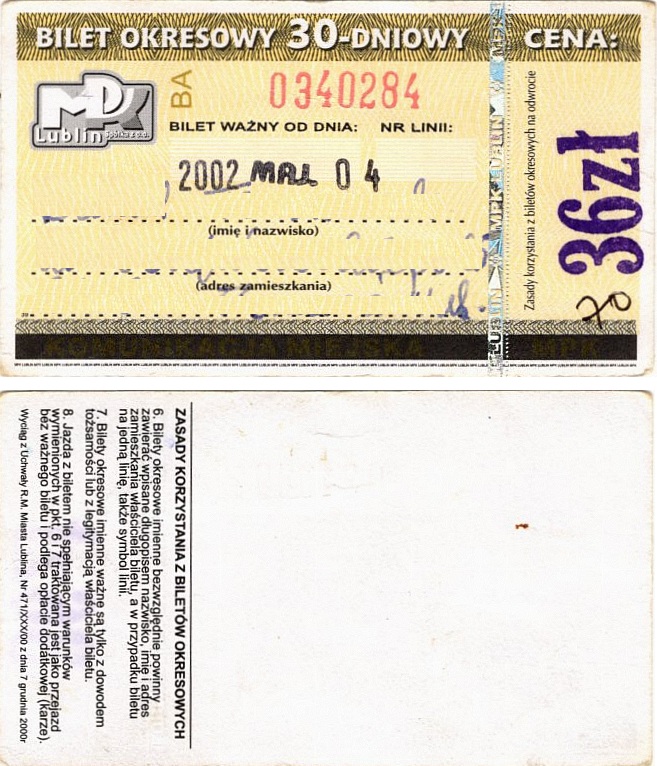 BILET OKRESOWY 30-DNIOWY
CENA:
MPK
Lublin Spółka z o.o.
BA
0340284
BILET WAŻNY OD DNIA: NR LINII:
2002 MAJ 04
(imię i nazwisko)
(adres zamieszkania)
KOMUNIKACJA MIEJSKA
MPK LUBLIN
Zasady korzystania z biletów okresowych na odwrocie
36zł
70
ZASADY KORZYSTANIA Z BILETÓW OKRESOWYCH
6. Bilety okresowe imienne bezwzględnie powinny
zawierać wpisane długopisem nazwisko, imię i adres
zamieszkania właściciela biletu, a w przypadku biletu
na jedną linię, także symbol linii.
7. Bilety okresowe imienne ważne są tylko z dowodem
tożsamości lub z legitymacją właściciela biletu.
8. Jazda z biletem nie spełniającym warunków
wymienionych w pkt. 6 i 7 traktowana jest jako przejazd
bez ważnego biletu i podlega opłacie dodatkowej (karze).
Wyciąg z Uchwały R.M. Miasta Lublina, Nr 471/XXX/00 z dnia 7 grudnia 2000r